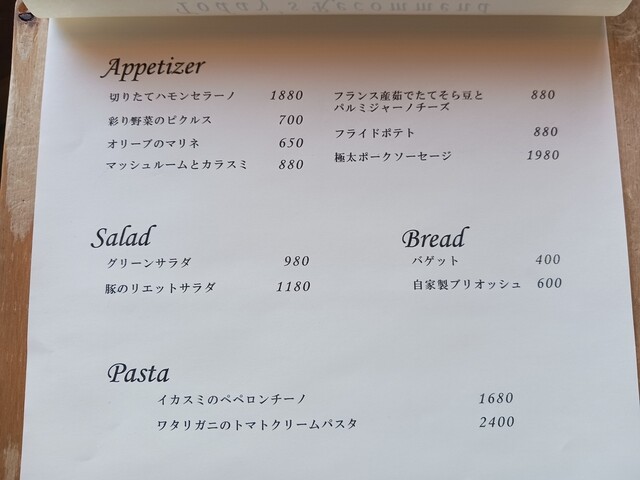 Today's Recommend
Appetizer
切りたてハモンセラーノ 1880
彩り野菜のピクルス 700
オリーブのマリネ 650
マッシュルームとカラスミ 880
フランス産茹でたてそら豆と 880
パルミジャーノチーズ
フライドポテト 880
極太ポークソーセージ 1980
Salad
グリーンサラダ 980
豚のリエットサラダ 1180
Bread
バゲット 400
自家製ブリオッシュ 600
Pasta
イカスミのペペロンチーノ 1680
ワタリガニのトマトクリームパスタ 2400